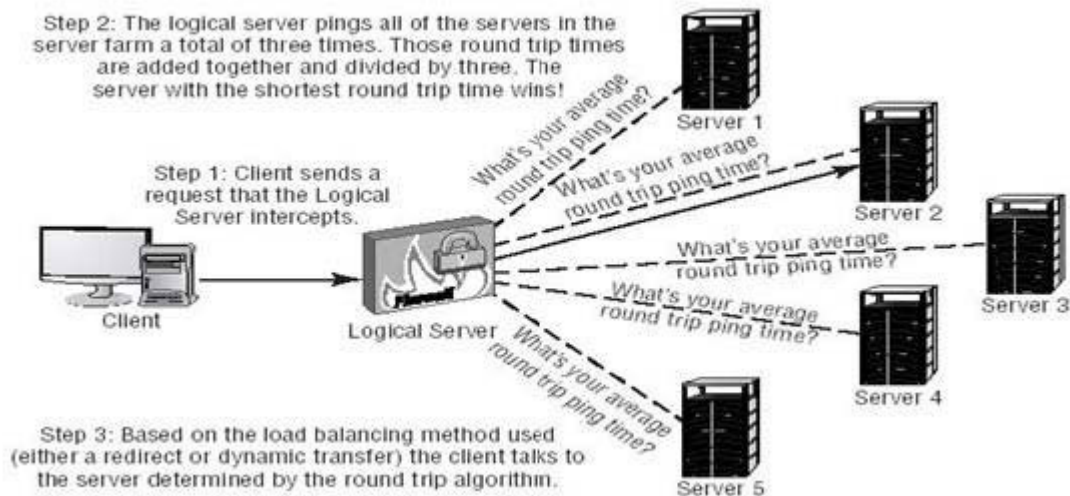 Step 2: The logical server pings all of the servers in the
server farm a total of three times. Those round trip times
are added together and divided by three. The
server with the shortest round trip time wins!
Server 1
What's your average
round trip ping time?
Step 1: Client sends a
request that the Logical
Server intercepts.
What's your average
round trip ping time?
Server 2
What's your average
round trip ping time?
Server 3
Client
Firewall
Logical Server
What's your average
round trip ping time?
Server 4
What's your average
round trip ping time?
Server 5
Step 3: Based on the load balancing method used
(either a redirect or dynamic transfer) the client talks to
the server determined by the round trip algorithm.